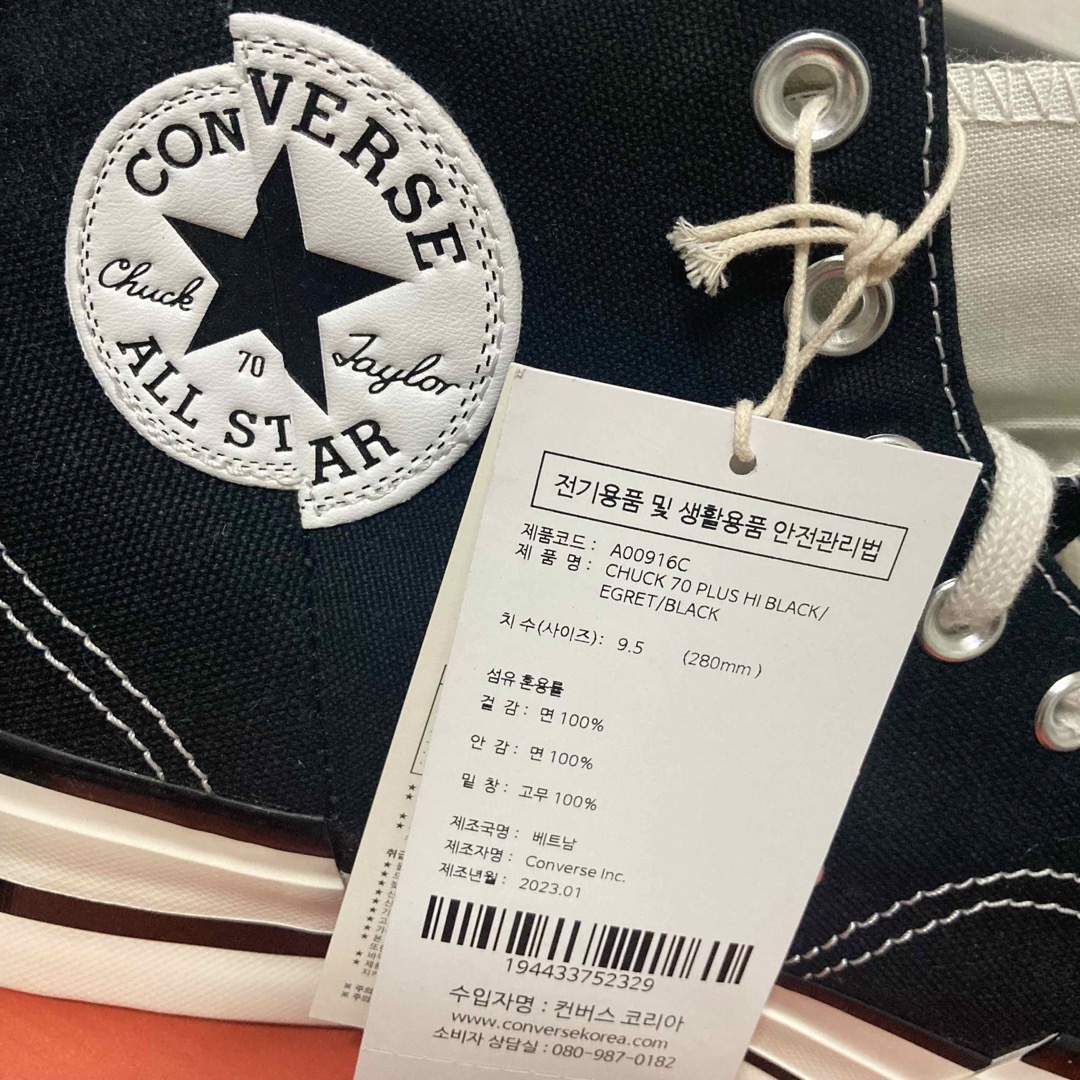 CONVERSE
Chuck Taylor
70
ALL STAR
전기용품 및 생활용품 안전관리법
제품코드 : A00916C
제 품 명 : CHUCK 70 PLUS HI BLACK/
EGRET/BLACK
치 수(사이즈) : 9.5 (280mm)
섬유 혼용률
겉 감 : 면 100%
안 감 : 면 100%
밑 창 : 고무 100%
제조국명 : 베트남
제조자명 : Converse Inc.
제조년월 : 2023.01
194433752329
수입자명 : 컨버스 코리아
www.conversekorea.com
소비자 상담실 : 080-987-0182